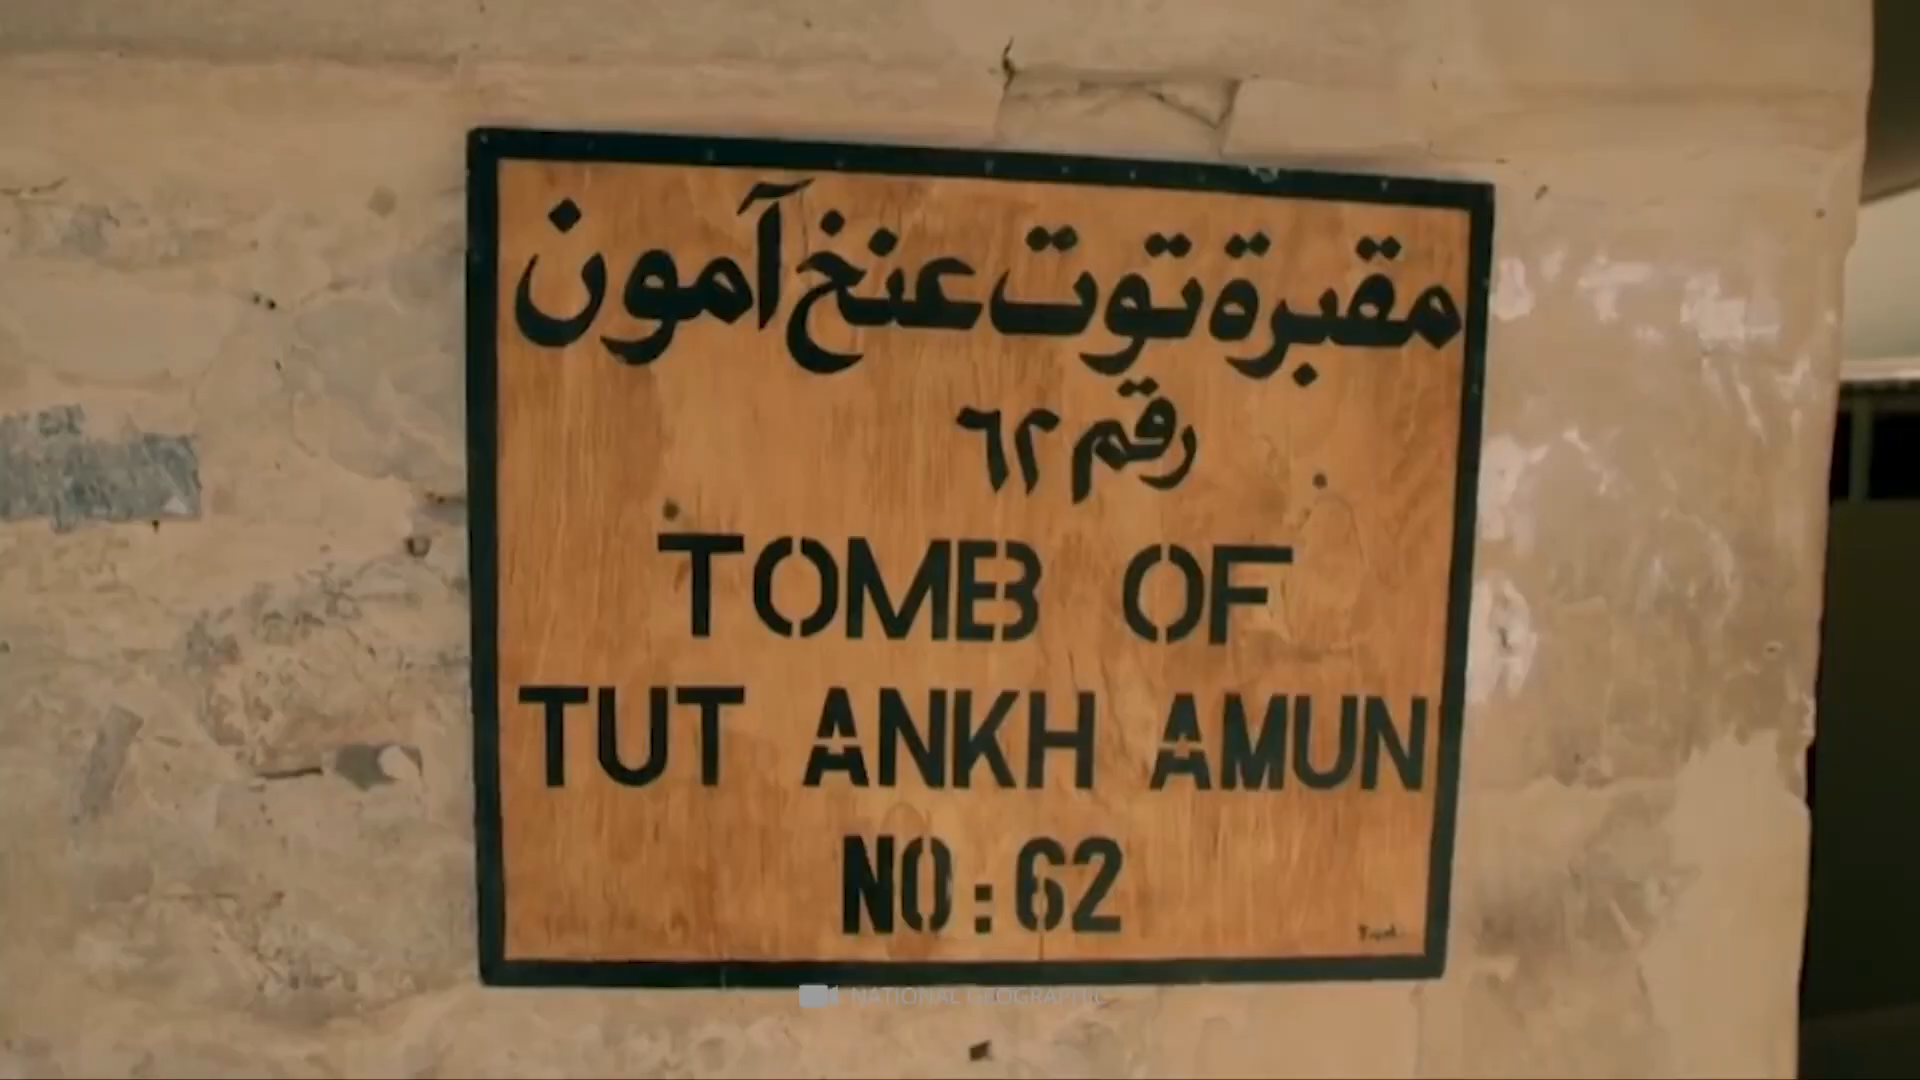 مقبرة توت عنخ آمون
رقم ٦٢
TOMB OF
TUT ANKH AMUN
NO:62
NATIONAL GEOGRAPHIC